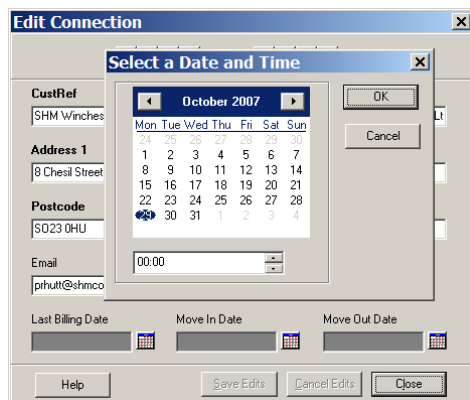 Edit Connection
Select a Date and Time
October 2007
Mon Tue Wed Thu Fri Sat Sun
24 25 26 27 28 29 30
1 2 3 4 5 6 7
8 9 10 11 12 13 14
15 16 17 18 19 20 21
22 23 24 25 26 27 28
29 30 31 1 2 3 4
00:00
OK
Cancel
CustRef
SHM Winches
Lt
Address 1
8 Chesil Street
Postcode
SO23 0HU
Email
prhutt@shmco
Last Billing Date Move In Date Move Out Date
Help Save Edits Cancel Edits Close